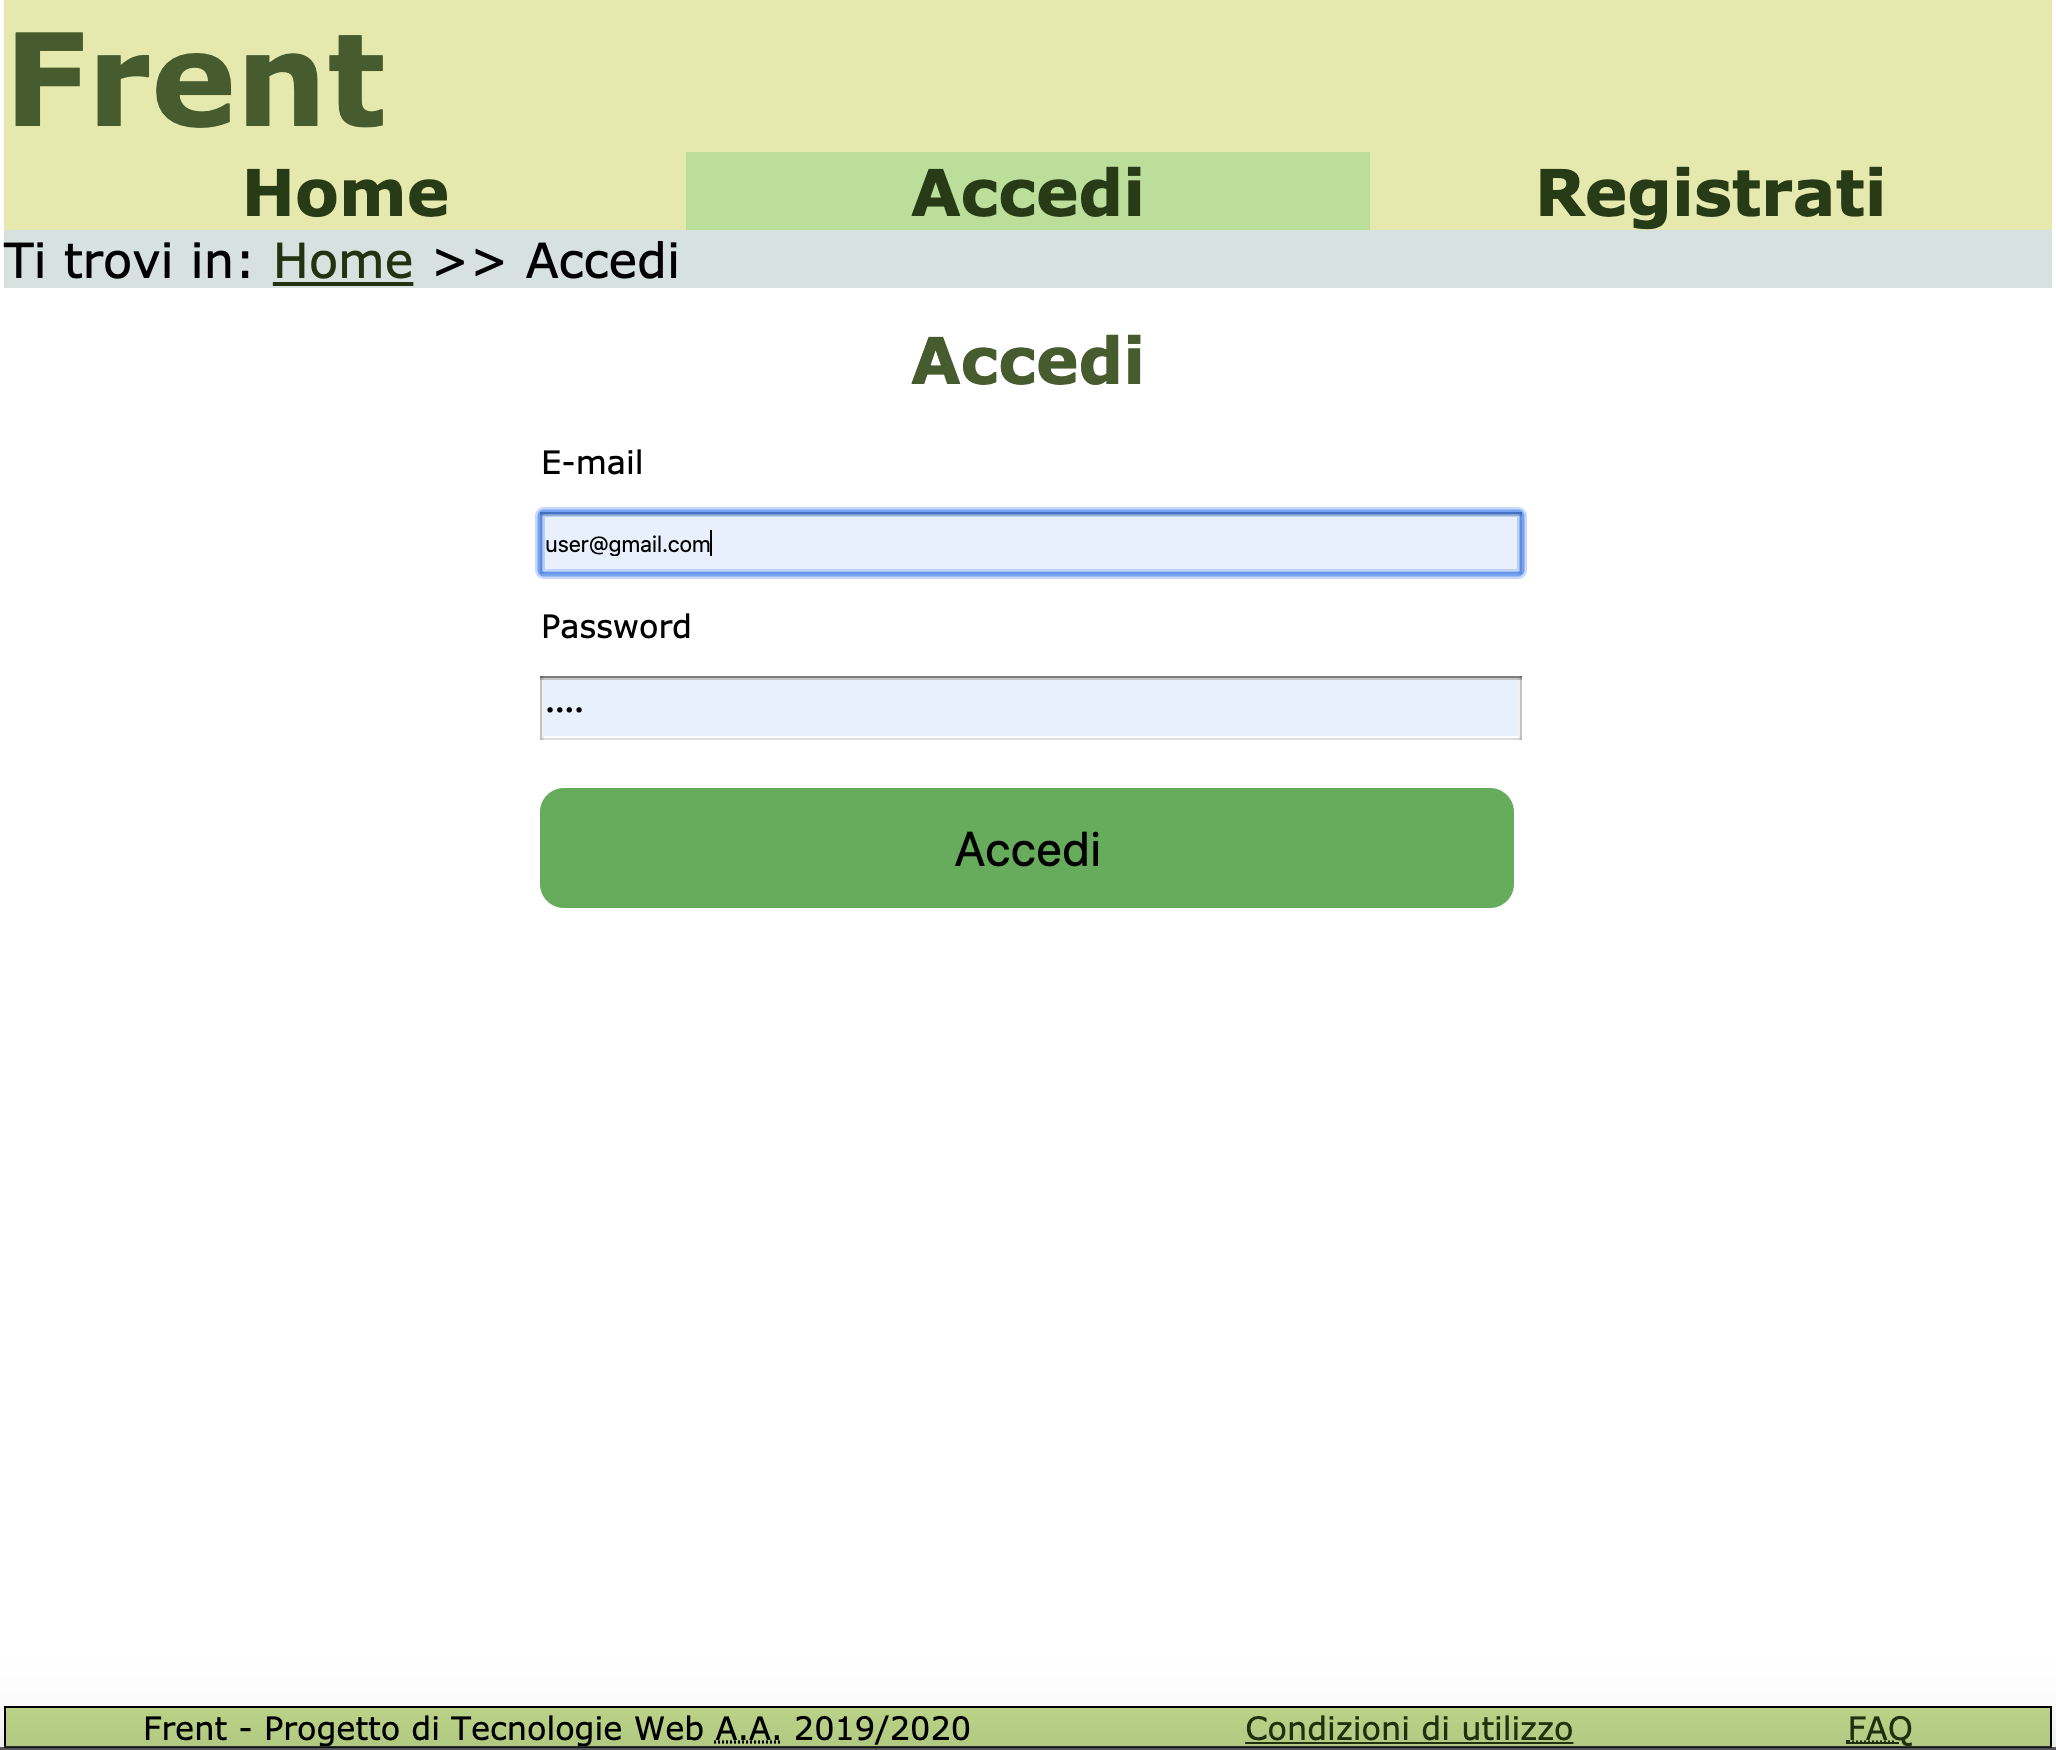 Frent
Home Accedi Registrati
Ti trovi in: Home >> Accedi
Accedi
E-mail
user@gmail.com
Password
••••
Accedi
Frent - Progetto di Tecnologie Web A.A. 2019/2020 Condizioni di utilizzo FAQ